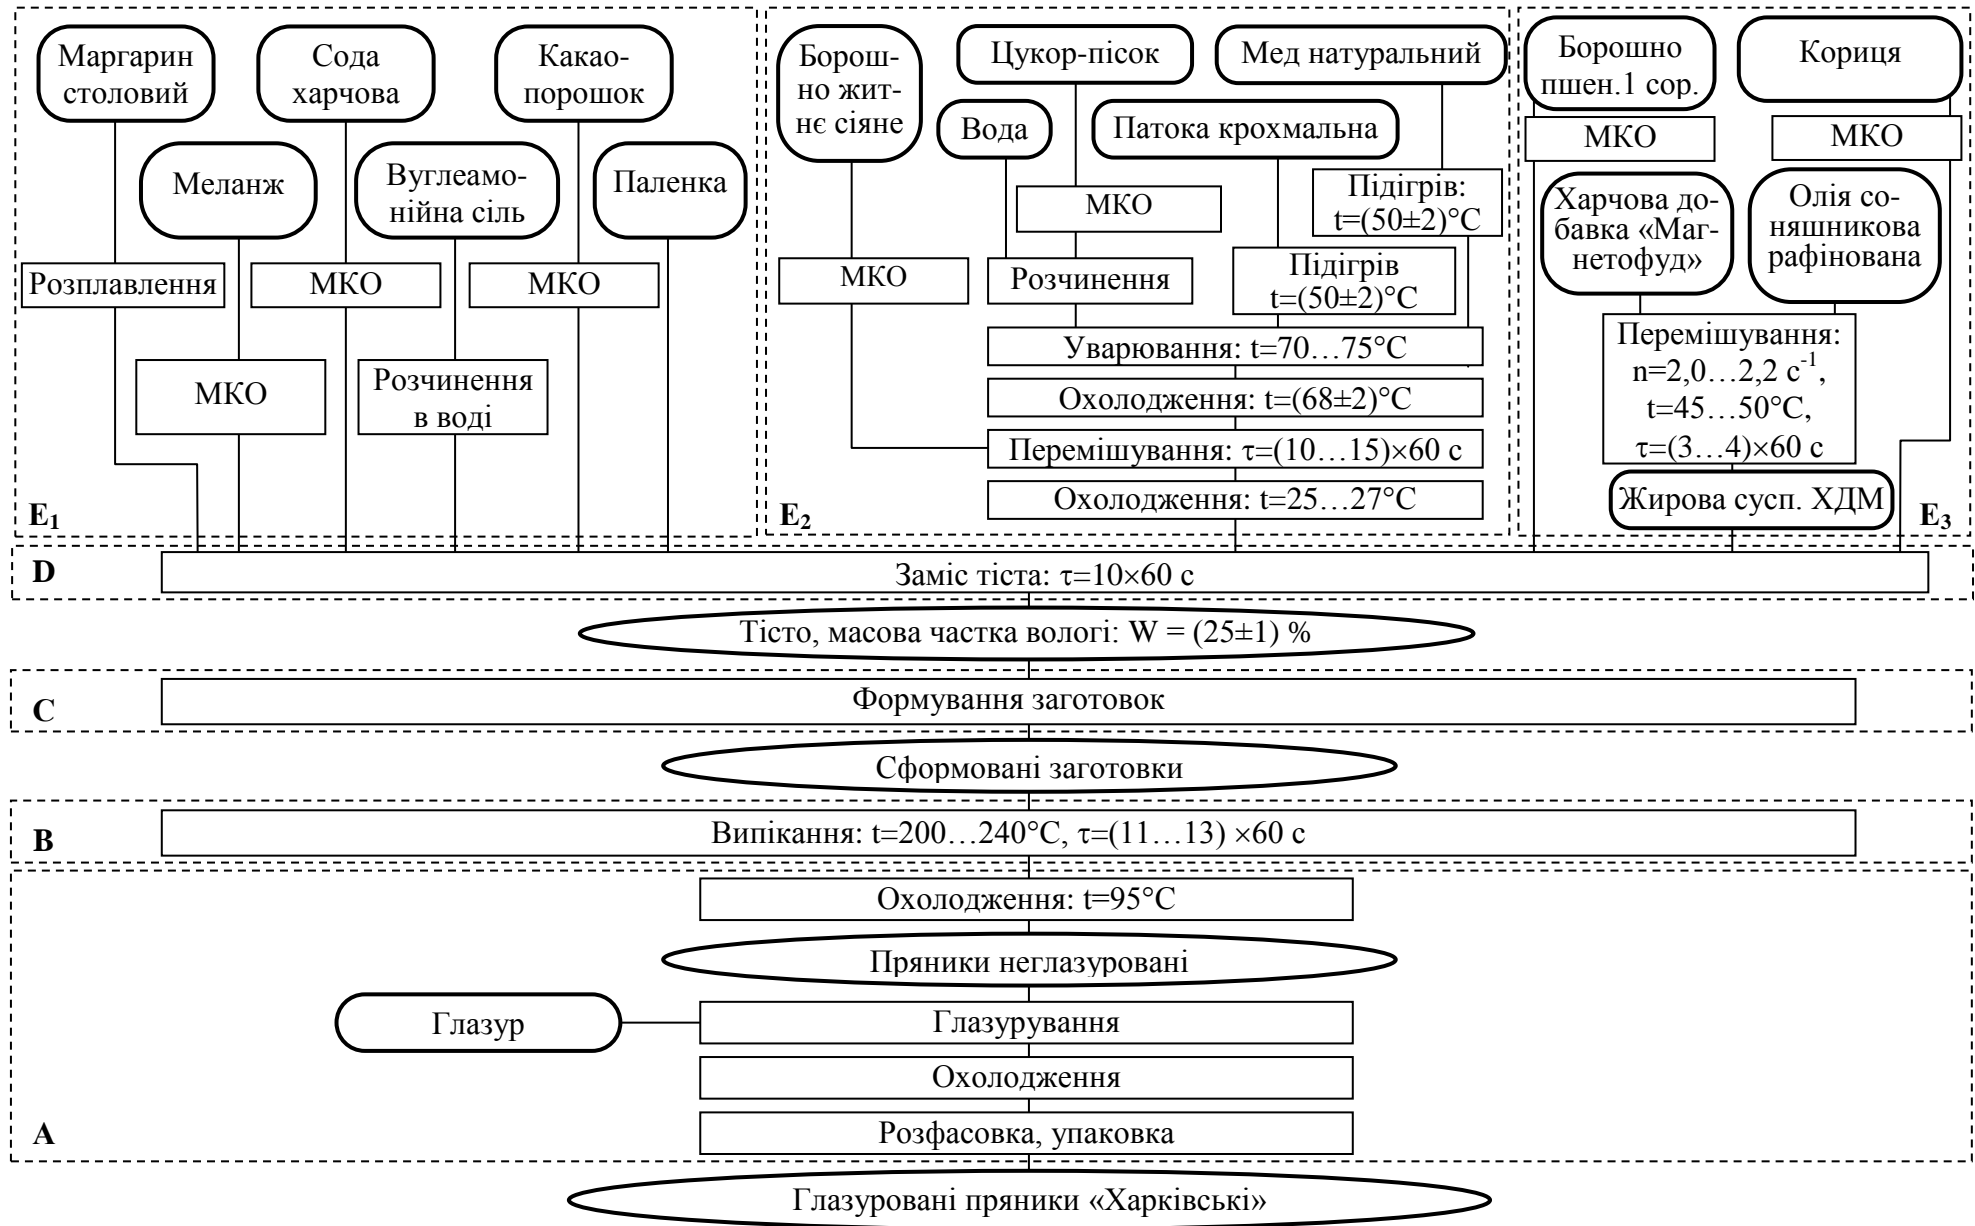 Маргарин
столовий
Сода
харчова
Какао-
порошок
Меланж
Вуглеамо-
нійна сіль
Паленка
Розплавлення
МКО
МКО
МКО
Розчинення
в воді
E1
Борош-
но жит-
нє сіяне
Цукор-пісок
Мед натуральний
Вода
Патока крохмальна
МКО
Підігрів:
t=(50±2)°C
МКО
Розчинення
Підігрів
t=(50±2)°C
Уварювання: t=70…75°C
Охолодження: t=(68±2)°C
Перемішування: τ=(10…15)×60 с
Охолодження: t=25…27°C
E2
Борошно
пшен.1 сор.
Кориця
МКО
МКО
Харчова до-
бавка «Маг-
нетофуд»
Олія со-
няшникова
рафінована
Перемішування:
n=2,0…2,2 с-1,
t=45…50°C,
τ=(3…4)×60 с
Жирова сусп. ХДМ
E3
D
Заміс тіста: τ=10×60 с
Тісто, масова частка вологі: W = (25±1) %
C
Формування заготовок
Сформовані заготовки
B
Випікання: t=200…240°C, τ=(11…13) ×60 с
Охолодження: t=95°C
Пряники неглазуровані
Глазур
Глазурування
Охолодження
A
Розфасовка, упаковка
Глазуровані пряники «Харківські»